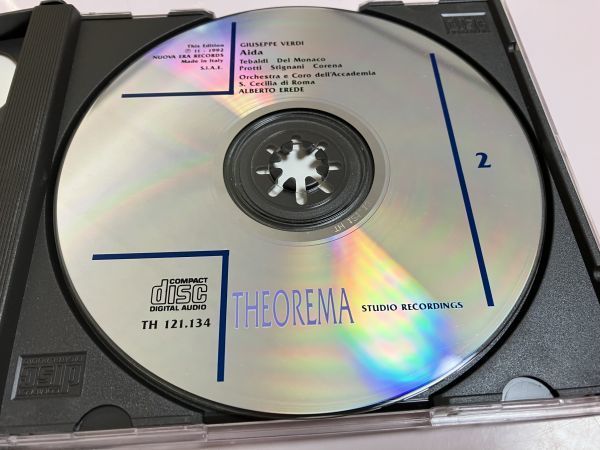 This Edition
℗ 11 - 1992
NUOVA ERA RECORDS
Made in Italy
S.I.A.E.
GIUSEPPE VERDI
Aida
Tebaldi Del Monaco
Protti Stignani Corena
Orchestra e Coro dell'Accademia
S. Cecilia di Roma
ALBERTO EREDE
2
COMPACT
disc
DIGITAL AUDIO
TH 121.134
THEOREMA
STUDIO RECORDINGS
disc